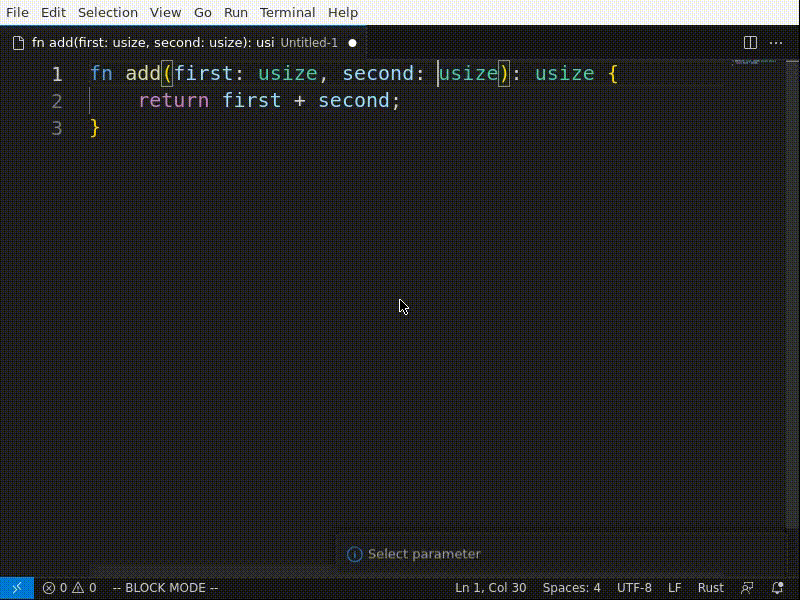 File Edit Selection View Go Run Terminal Help
fn add(first: usize, second: usize): usi Untitled-1
1 fn add(first: usize, second: usize): usize {
2     return first + second;
3 }
Select parameter
0 0 -- BLOCK MODE -- Ln 1, Col 30 Spaces: 4 UTF-8 LF Rust